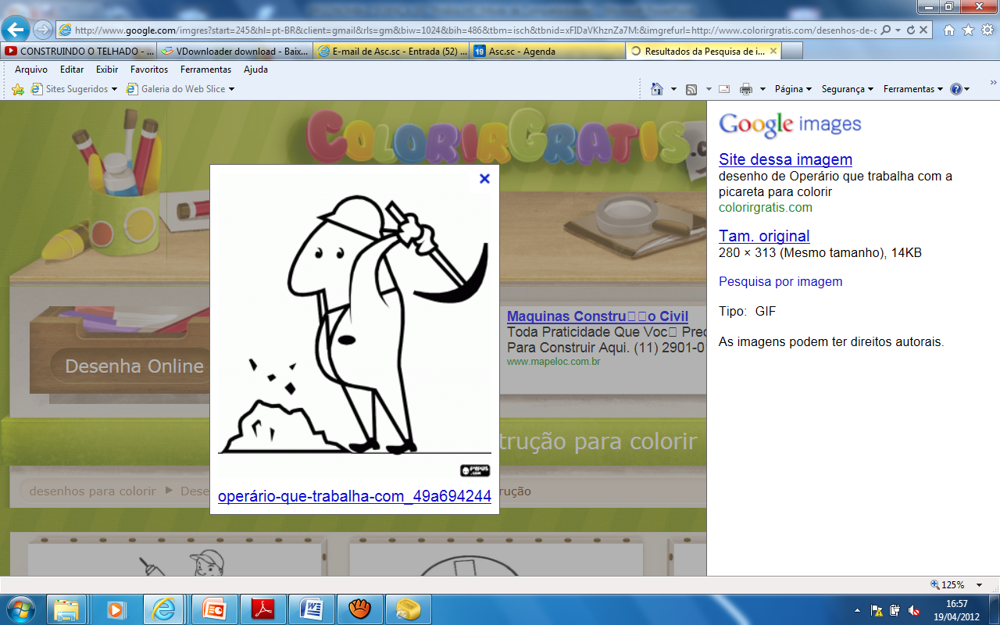 http://www.google.com/imgres?start=245&hl=pt-BR&client=gmail&rls=gm&biw=1024&bih=486&tbm=isch&tbnid=xFIDaVKhznZa7M:&imgrefurl=http://www.colorirgratis.com/desenhos-de-c
CONSTRUINDO O TELHADO - ...
VDownloader download - Baix...
E-mail de Asc.sc - Entrada (52) ...
19 Asc.sc - Agenda
Resultados da Pesquisa de i...
Arquivo Editar Exibir Favoritos Ferramentas Ajuda
Sites Sugeridos Galeria do Web Slice
Página Segurança Ferramentas
COLORIRGRATIS
Google images
Site dessa imagem
desenho de Operário que trabalha com a
picareta para colorir
colorirgratis.com
Tam. original
280 × 313 (Mesmo tamanho), 14KB
Pesquisa por imagem
Tipo: GIF
As imagens podem ter direitos autorais.
Maquinas Constru□□o Civil
Toda Praticidade Que Voc□ Prec
Para Construir Aqui. (11) 2901-0
www.mapeloc.com.br
Desenha Online
trução para colorir
operário-que-trabalha-com_49a694244
desenhos para colorir Dese
rução
125%
16:57
19/04/2012